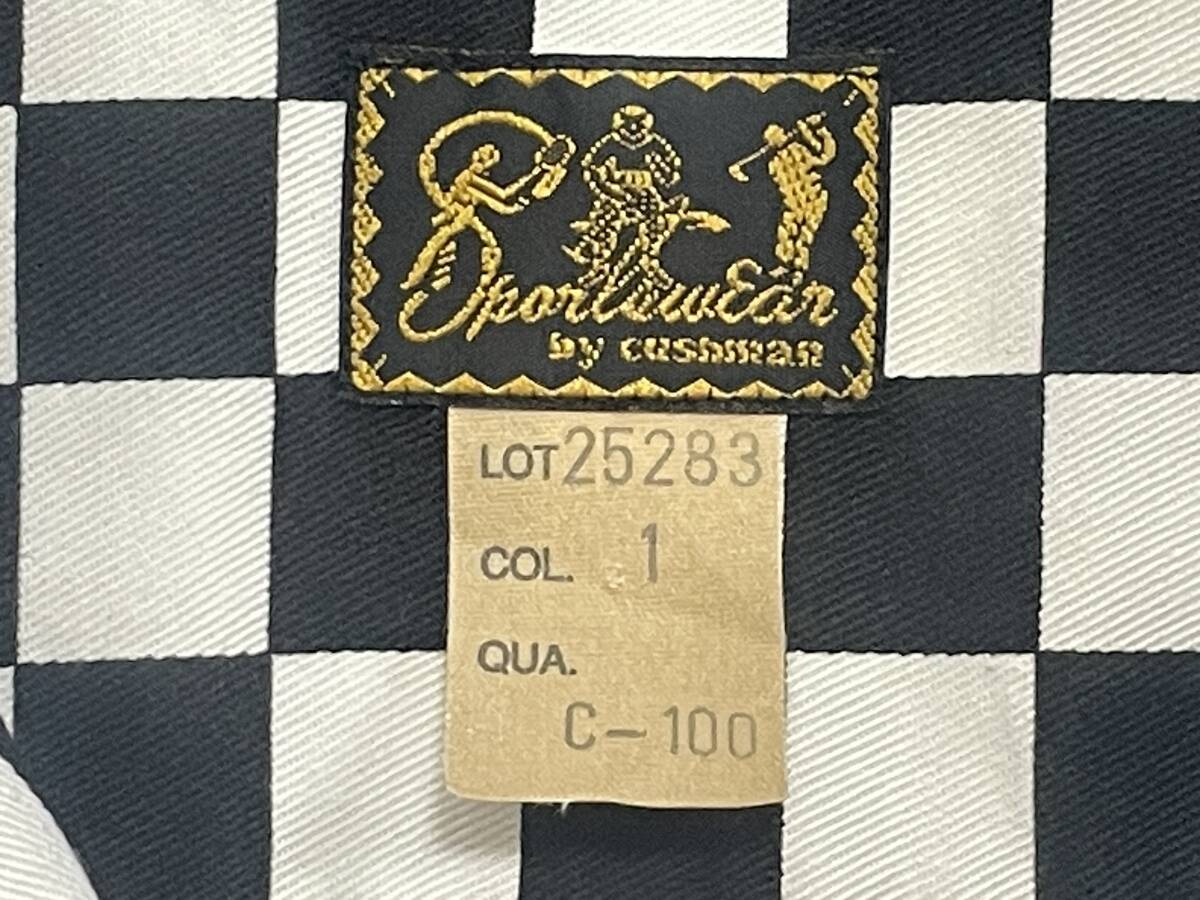 Sportswear
by cushman
LOT 25283
COL. 1
QUA.
C-100